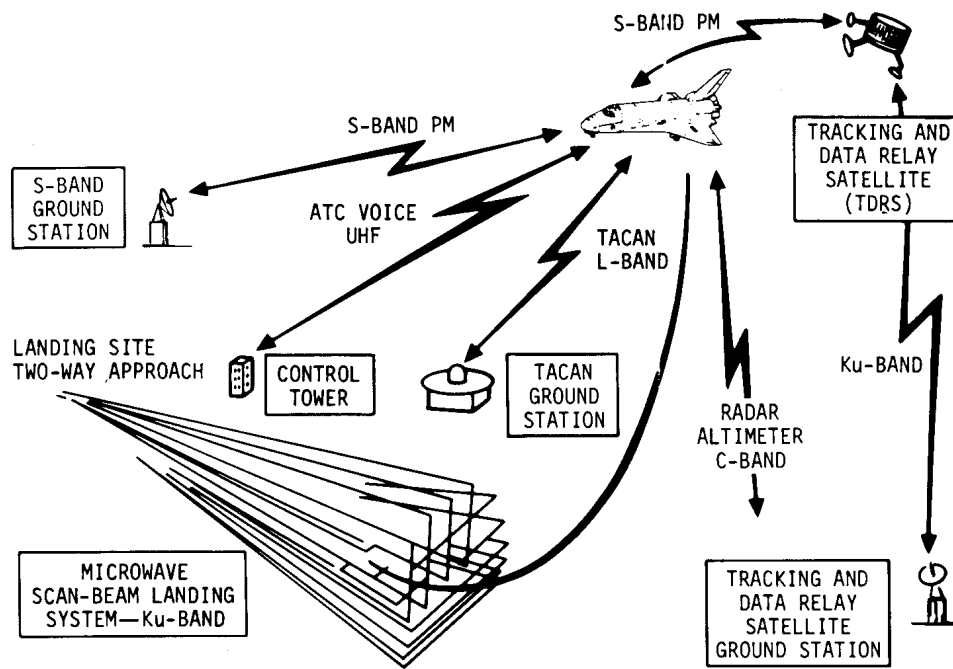 S-BAND PM
S-BAND PM
TRACKING AND
DATA RELAY
SATELLITE
(TDRS)
S-BAND
GROUND
STATION
ATC VOICE
UHF
TACAN
L-BAND
LANDING SITE
TWO-WAY APPROACH
CONTROL
TOWER
TACAN
GROUND
STATION
Ku-BAND
RADAR
ALTIMETER
C-BAND
MICROWAVE
SCAN-BEAM LANDING
SYSTEM—Ku-BAND
TRACKING AND
DATA RELAY
SATELLITE
GROUND STATION